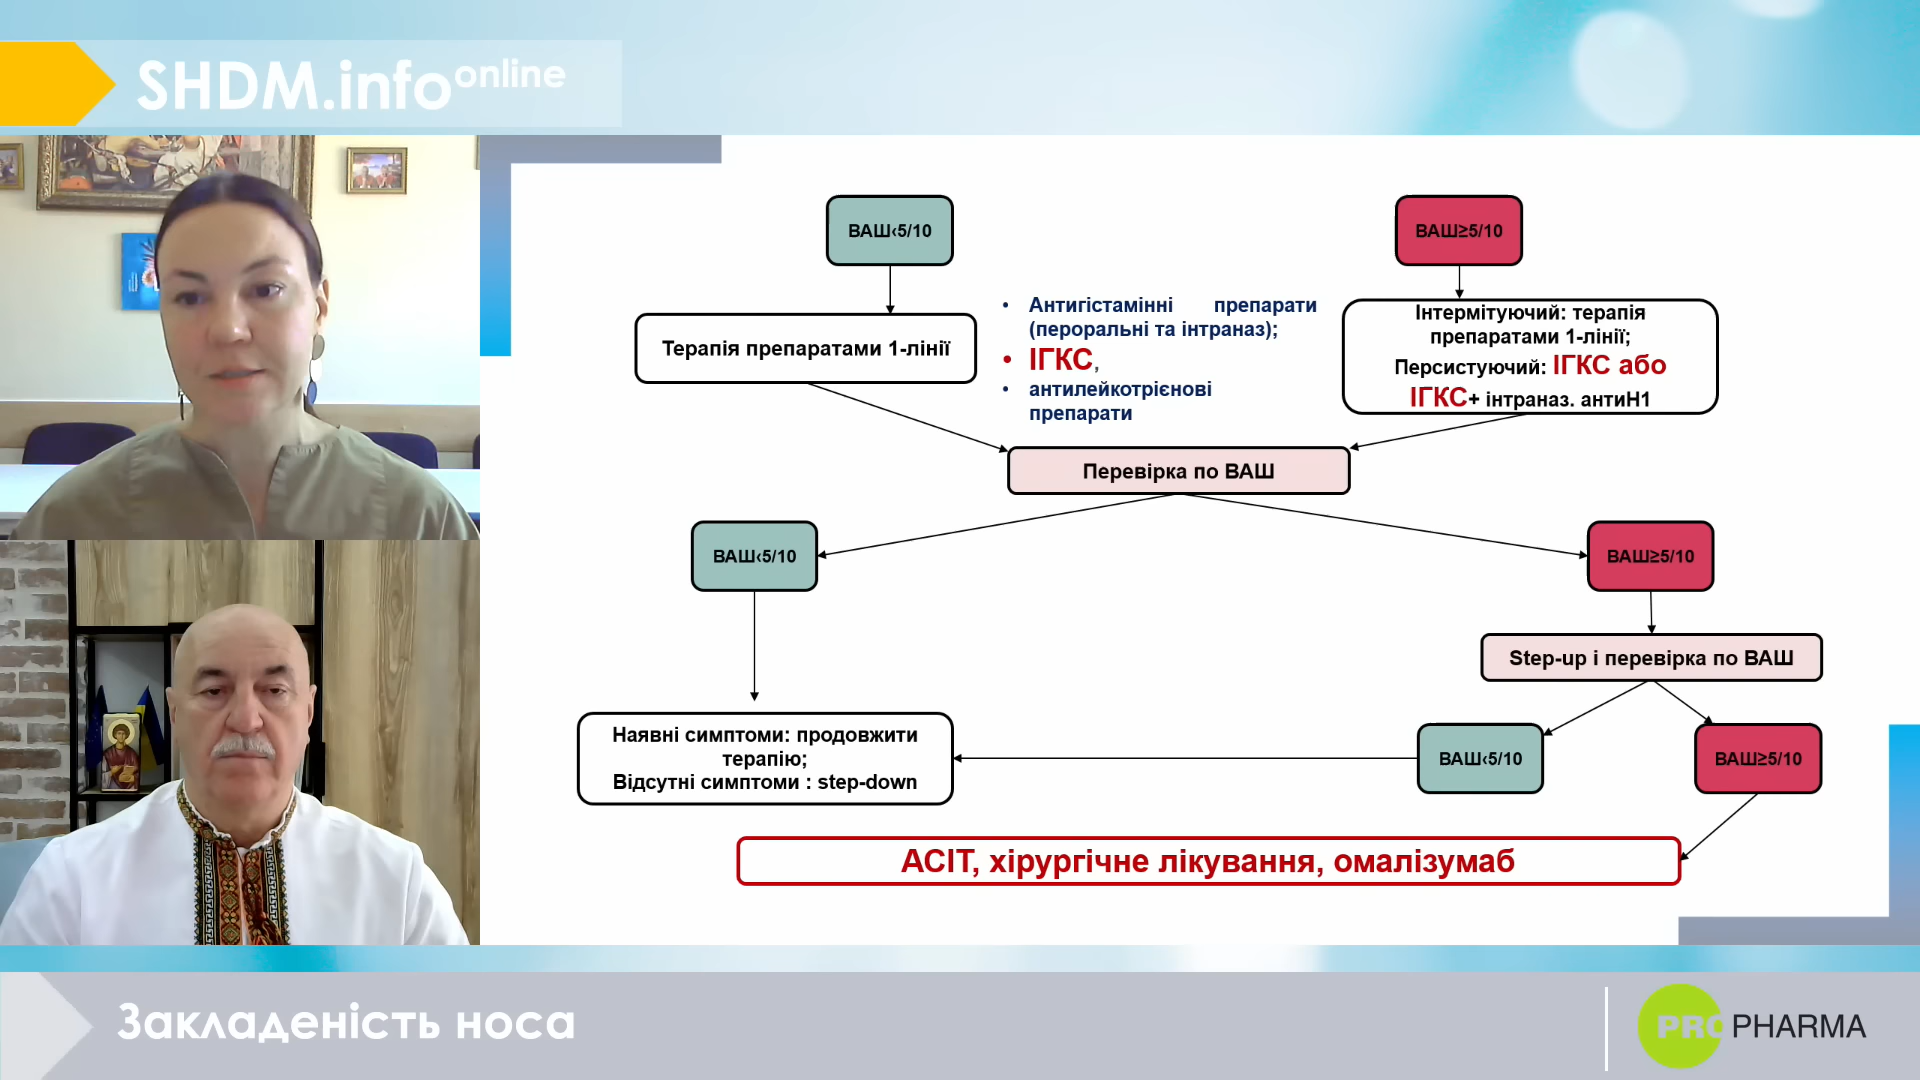 SHDM.info online
ВАШ‹5/10
ВАШ≥5/10
Терапія препаратами 1-лінії
• Антигістамінні препарати
(пероральні та інтраназ);
• ІГКС,
• антилейкотрієнові
препарати
Інтермітуючий: терапія
препаратами 1-лінії;
Персистуючий: ІГКС або
ІГКС+ інтраназ. антиН1
Перевірка по ВАШ
ВАШ‹5/10
ВАШ≥5/10
Step-up і перевірка по ВАШ
Наявні симптоми: продовжити
терапію;
Відсутні симптоми : step-down
ВАШ‹5/10
ВАШ≥5/10
АСІТ, хірургічне лікування, омалізумаб
Закладеність носа
PRO PHARMA